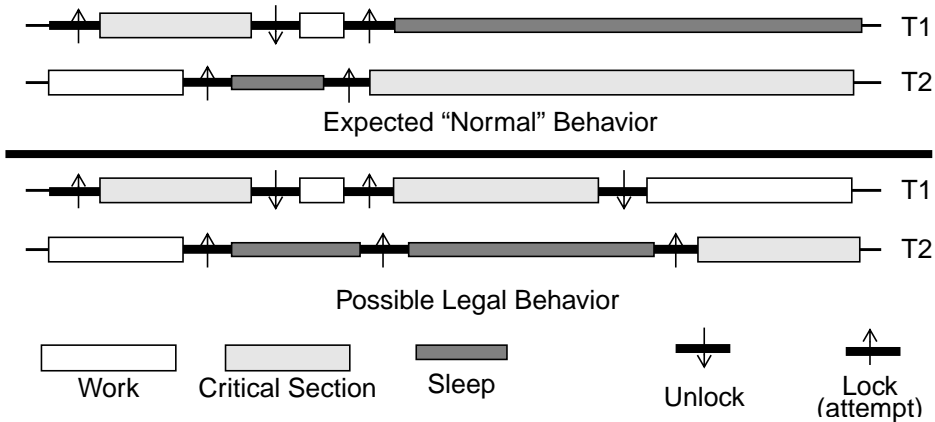 T1
T2
Expected “Normal” Behavior
T1
T2
Possible Legal Behavior
Work
Critical Section
Sleep
Unlock
Lock
(attempt)